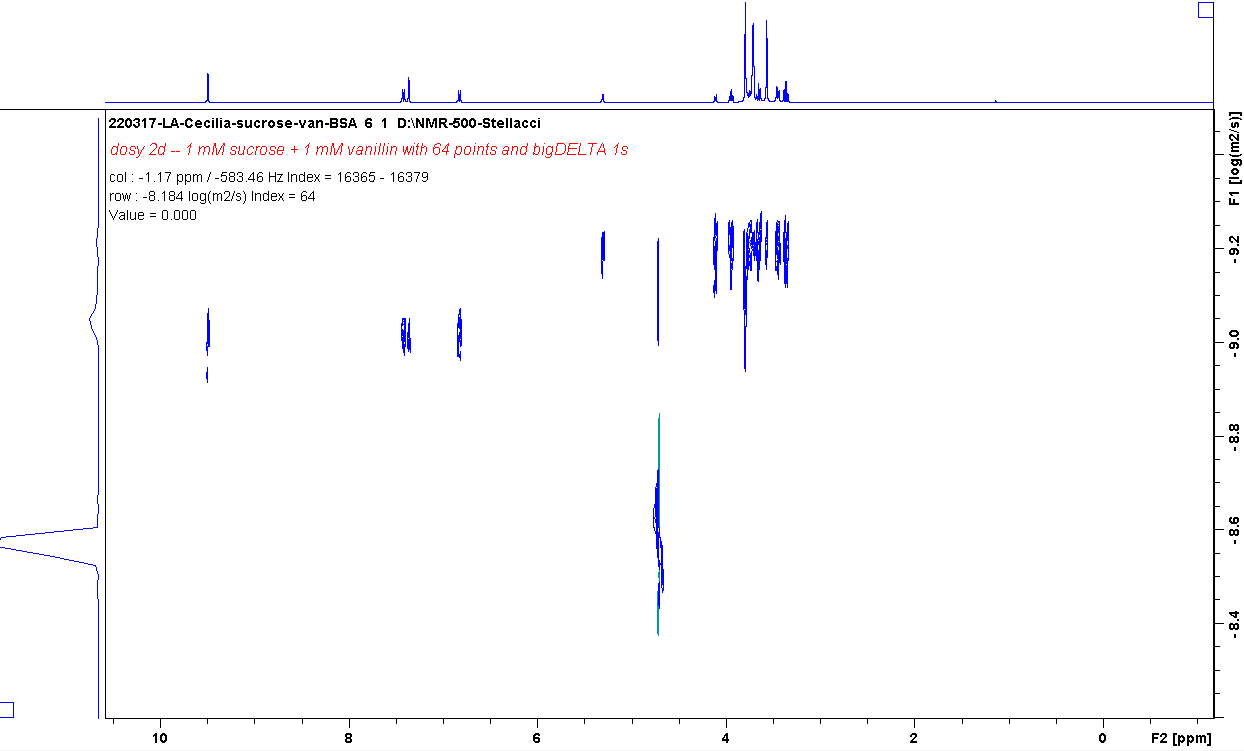 220317-LA-Cecilia-sucrose-van-BSA 6 1 D:\NMR-500-Stellacci
dosy 2d -- 1 mM sucrose + 1 mM vanillin with 64 points and bigDELTA 1s
col : -1.17 ppm / -583.46 Hz Index = 16365 - 16379
row : -8.184 log(m2/s) Index = 64
Value = 0.000
F1 [log(m2/s)]
-9.2
-9.0
-8.8
-8.6
-8.4
10 8 6 4 2 0 F2 [ppm]